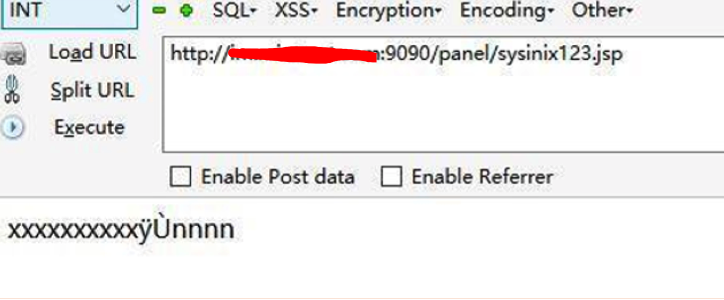 INT SQL- XSS- Encryption- Encoding- Other-
Load URL http:// :9090/panel/sysinix123.jsp
Split URL
Execute
Enable Post data Enable Referrer
xxxxxxxxxxÿÙnnnn